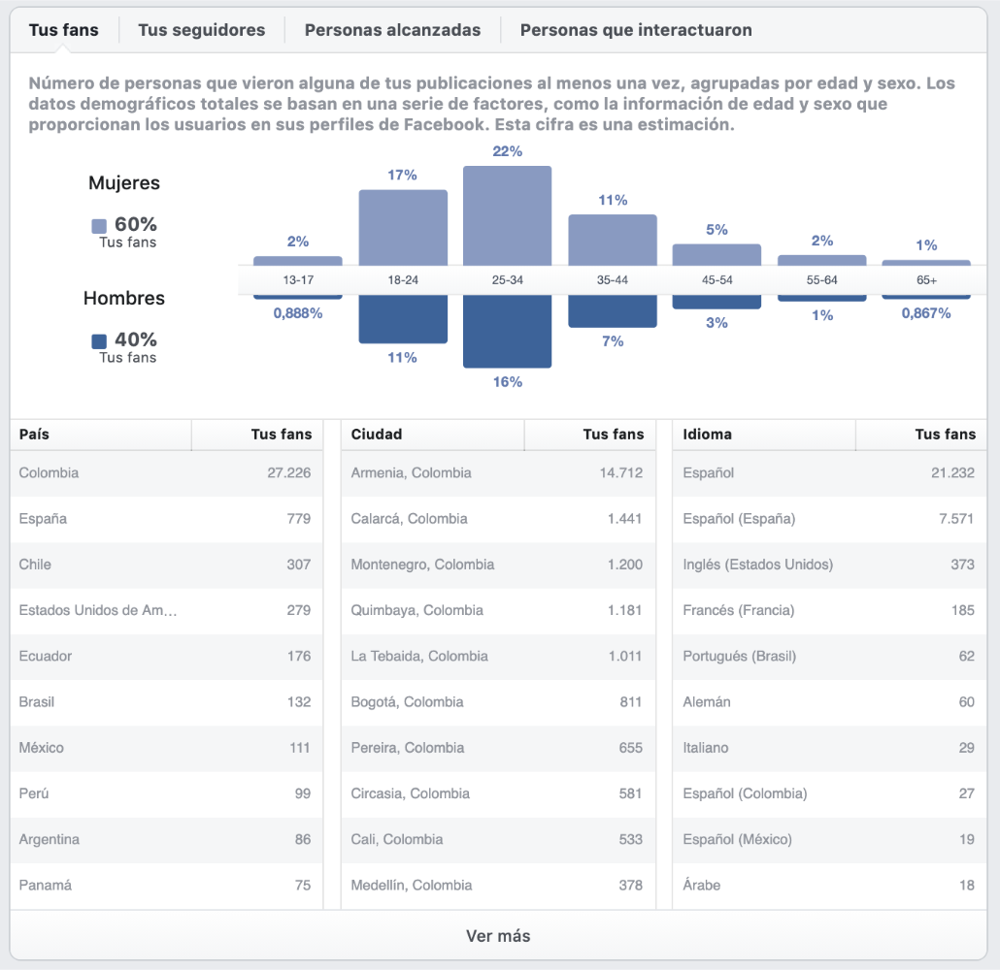 Tus fans Tus seguidores Personas alcanzadas Personas que interactuaron
Número de personas que vieron alguna de tus publicaciones al menos una vez, agrupadas por edad y sexo. Los
datos demográficos totales se basan en una serie de factores, como la información de edad y sexo que
proporcionan los usuarios en sus perfiles de Facebook. Esta cifra es una estimación.
Mujeres
60%
Tus fans
2% 17% 22% 11% 5% 2% 1%
13-17 18-24 25-34 35-44 45-54 55-64 65+
Hombres
40%
Tus fans
0,888% 11% 16% 7% 3% 1% 0,867%
País Tus fans Ciudad Tus fans Idioma Tus fans
Colombia 27.226 Armenia, Colombia 14.712 Español 21.232
España 779 Calarcá, Colombia 1.441 Español (España) 7.571
Chile 307 Montenegro, Colombia 1.200 Inglés (Estados Unidos) 373
Estados Unidos de Am... 279 Quimbaya, Colombia 1.181 Francés (Francia) 185
Ecuador 176 La Tebaida, Colombia 1.011 Portugués (Brasil) 62
Brasil 132 Bogotá, Colombia 811 Alemán 60
México 111 Pereira, Colombia 655 Italiano 29
Perú 99 Circasia, Colombia 581 Español (Colombia) 27
Argentina 86 Cali, Colombia 533 Español (México) 19
Panamá 75 Medellín, Colombia 378 Árabe 18
Ver más